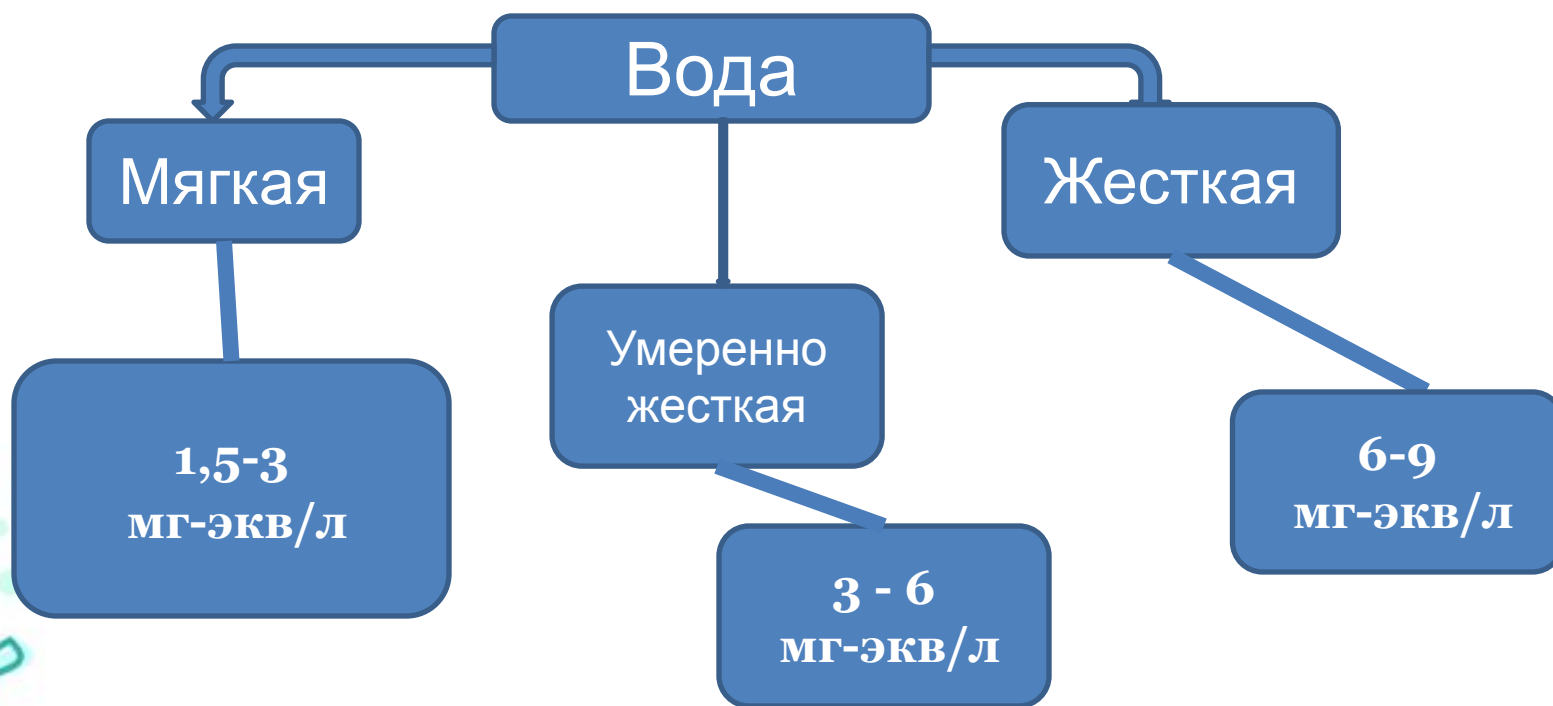 Вода
Мягкая
Жесткая
Умеренно
жесткая
1,5-3
мг-экв/л
6-9
мг-экв/л
3 - 6
мг-экв/л